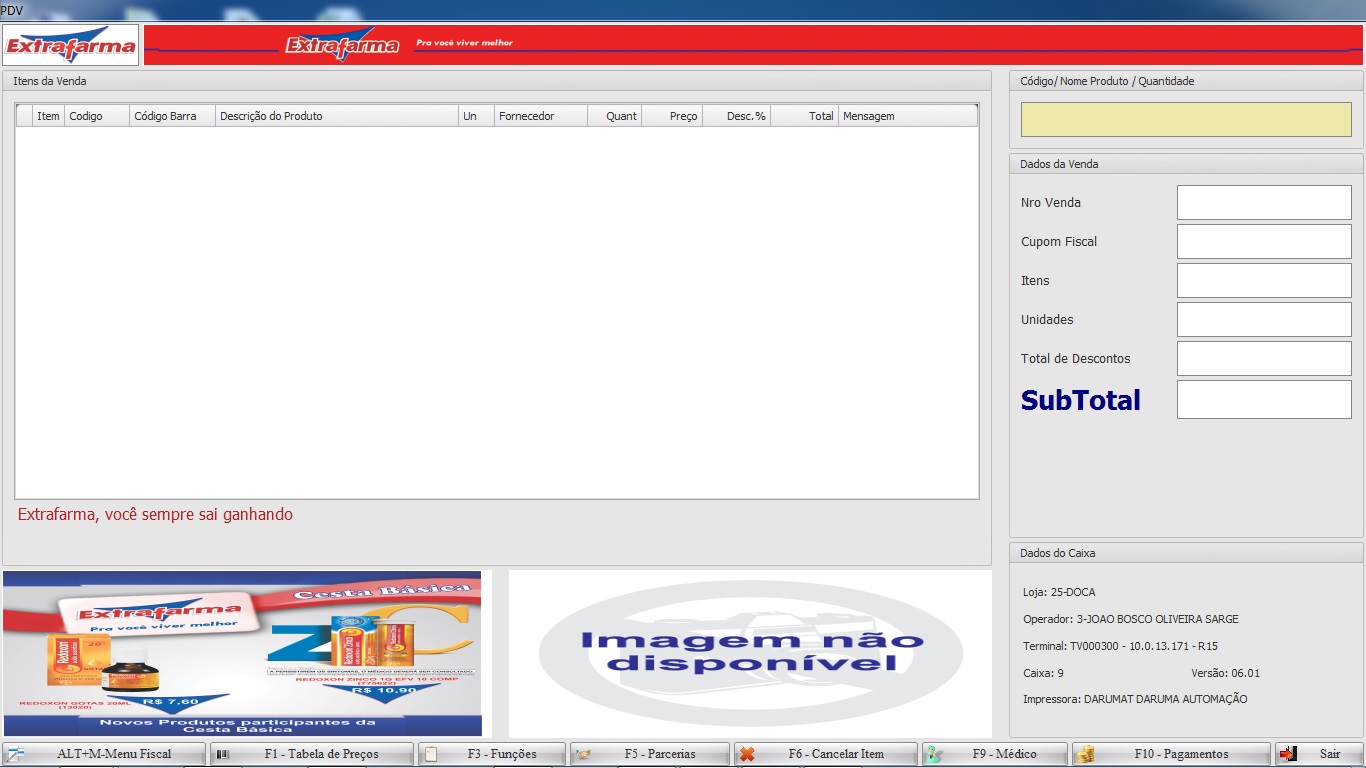 PDV
Extrafarma
Extrafarma Pra você viver melhor
Itens da Venda
Item Codigo Código Barra Descrição do Produto Un Fornecedor Quant Preço Desc.% Total Mensagem
Extrafarma, você sempre sai ganhando
Código/ Nome Produto / Quantidade
Dados da Venda
Nro Venda
Cupom Fiscal
Itens
Unidades
Total de Descontos
SubTotal
Dados do Caixa
Loja: 25-DOCA
Operador: 3-JOAO BOSCO OLIVEIRA SARGE
Terminal: TV000300 - 10.0.13.171 - R15
Caixa: 9 Versão: 06.01
Impressora: DARUMAT DARUMA AUTOMAÇÃO
Cesta Básica
Extrafarma
Pra você viver melhor
ZC
Redoxon
A PERSISTIREM OS SINTOMAS, O MÉDICO DEVERÁ SER CONSULTADO.
REDOXON ZINCO 1G EFV 10 COMP
(775622)
R$ 10,90
REDOXON GOTAS 20ML
(13020)
R$ 7,60
Novos Produtos participantes da
Cesta Básica
Imagem não
disponível
ALT+M-Menu Fiscal F1 - Tabela de Preços F3 - Funções F5 - Parcerias F6 - Cancelar Item F9 - Médico F10 - Pagamentos Sair